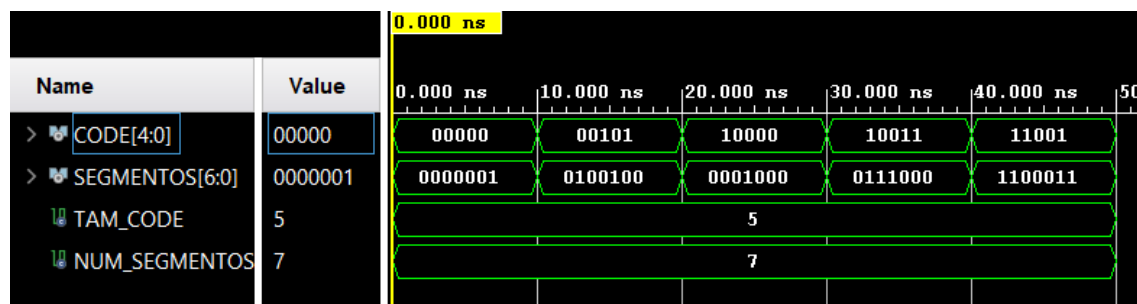 0.000 ns
Name Value 0.000 ns 10.000 ns 20.000 ns 30.000 ns 40.000 ns 50
CODE[4:0] 00000 00000 00101 10000 10011 11001
SEGMENTOS[6:0] 0000001 0000001 0100100 0001000 0111000 1100011
TAM_CODE 5 5
NUM_SEGMENTOS 7 7